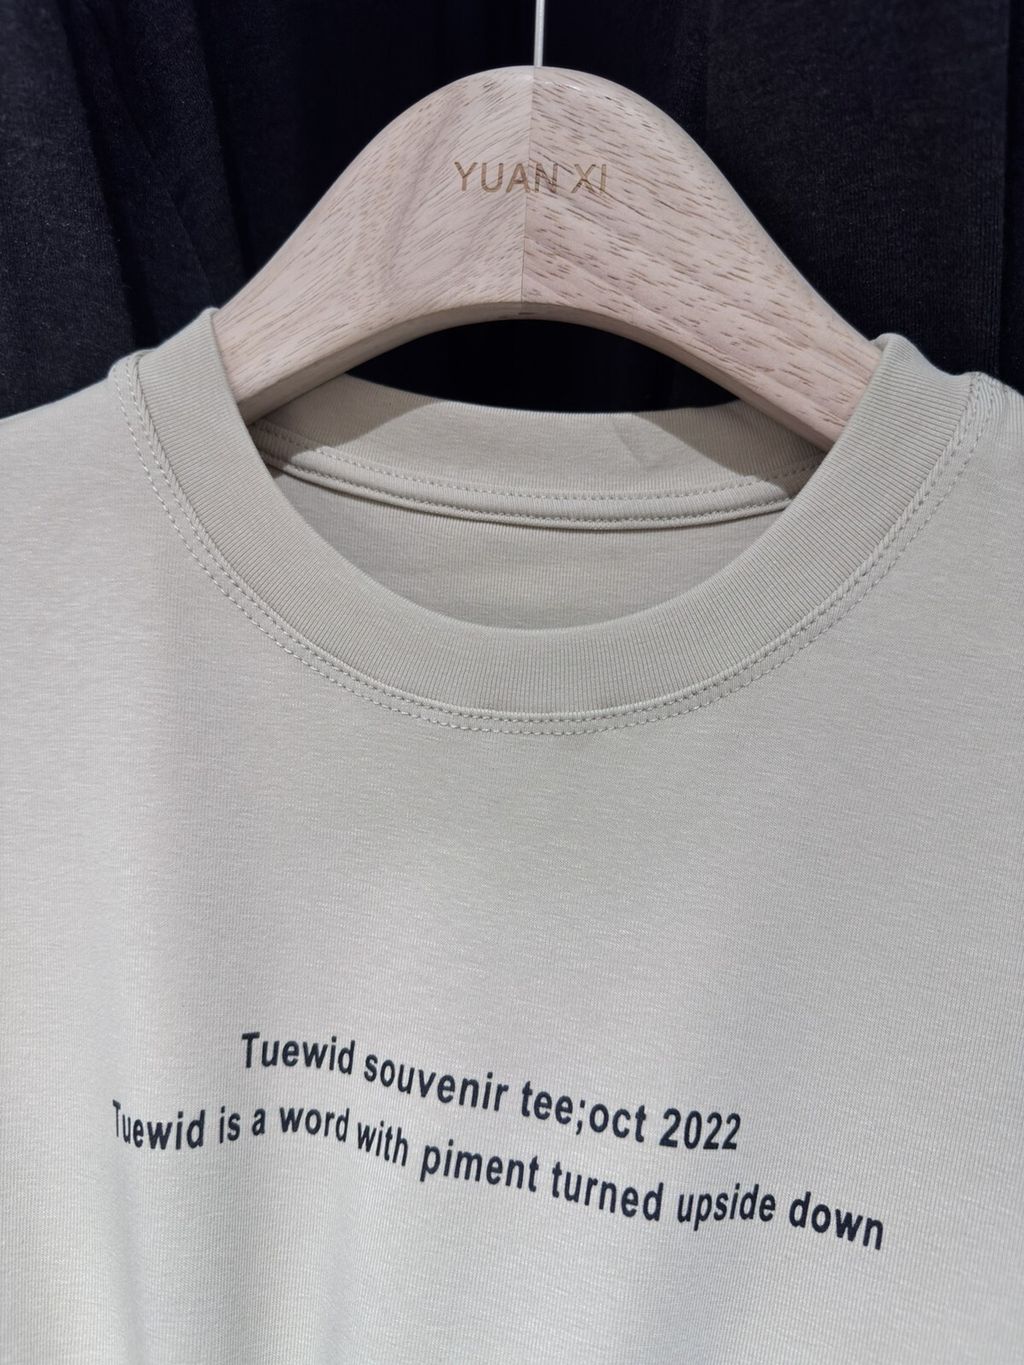 YUAN XI
Tuewid souvenir tee;oct 2022
Tuewid is a word with piment turned upside down